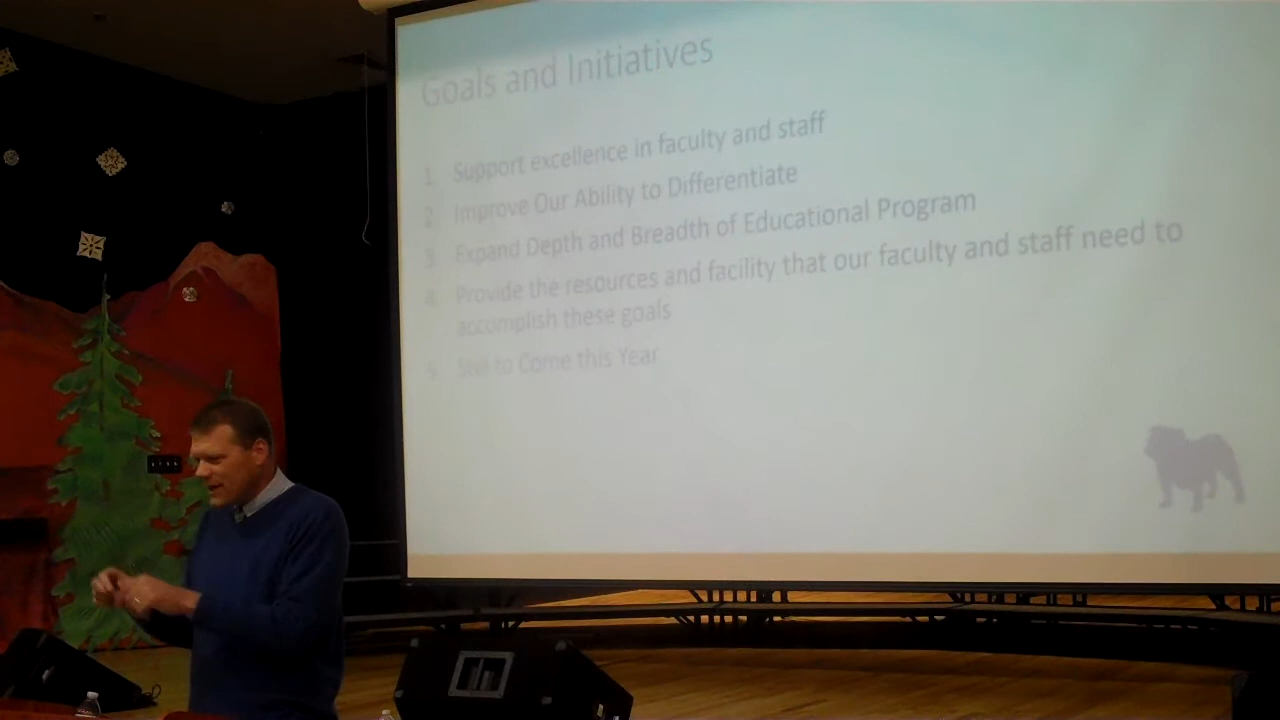 Goals and Initiatives
1. Support excellence in faculty and staff
2. Improve Our Ability to Differentiate
3. Expand Depth and Breadth of Educational Program
4. Provide the resources and facility that our faculty and staff need to
accomplish these goals
5. Still to Come this Year